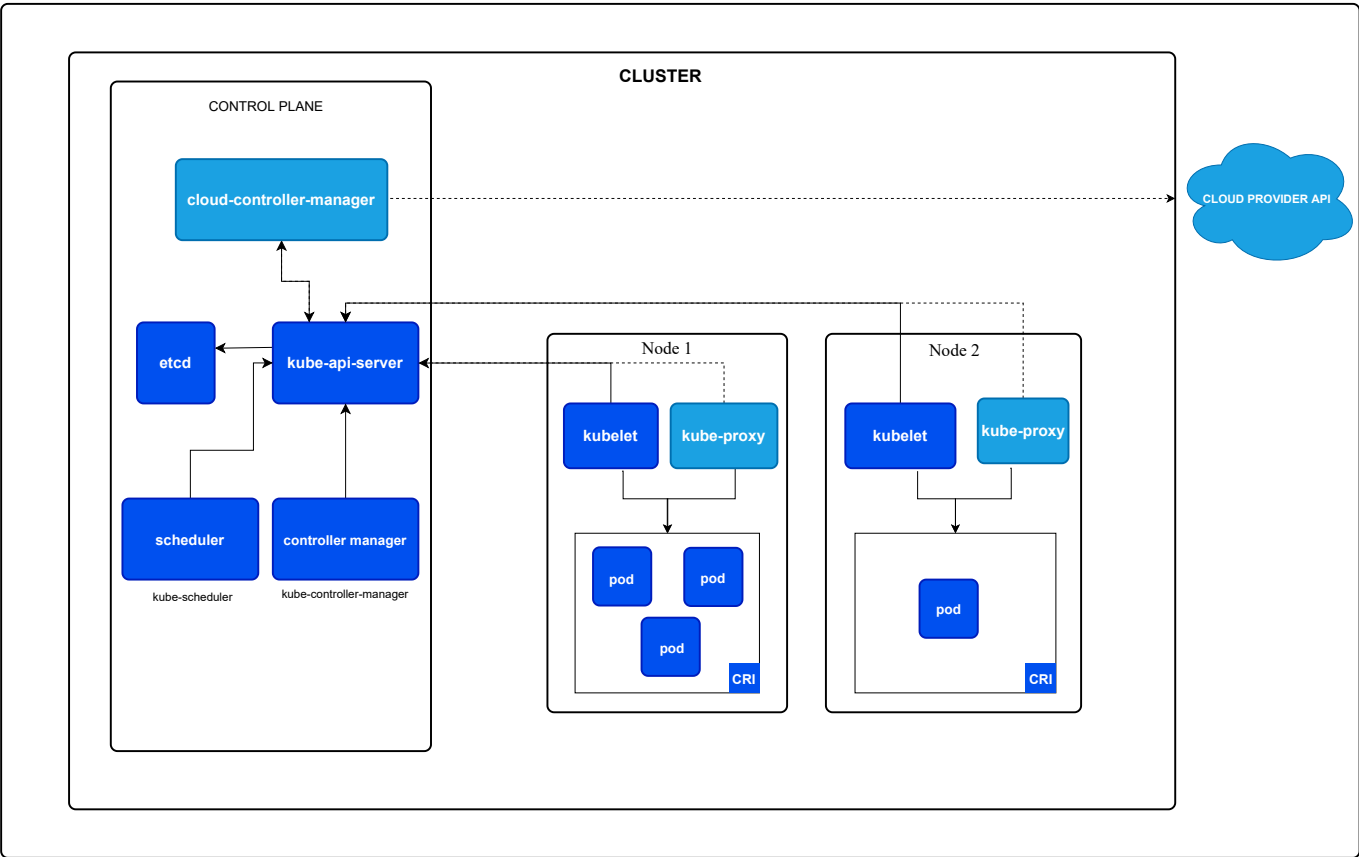 CLUSTER
CONTROL PLANE
cloud-controller-manager
CLOUD PROVIDER API
etcd
kube-api-server
scheduler
kube-scheduler
controller manager
kube-controller-manager
Node 1
kubelet
kube-proxy
pod
pod
pod
CRI
Node 2
kubelet
kube-proxy
pod
CRI